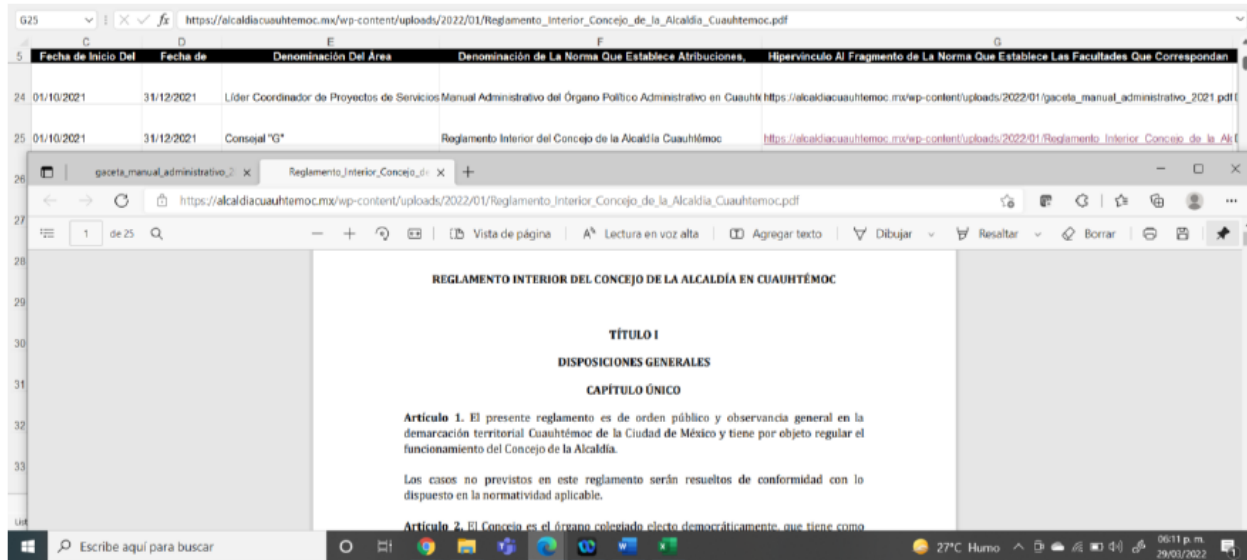 G25 fx https://alcaldiacuauhtemoc.mx/wp-content/uploads/2022/01/Reglamento_Interior_Concejo_de_la_Alcaldia_Cuauhtemoc.pdf
C D E F G
5 Fecha de Inicio Del Fecha de Denominación Del Área Denominación de La Norma Que Establece Atribuciones, Hipervínculo Al Fragmento de La Norma Que Establece Las Facultades Que Correspondan
24 01/10/2021 31/12/2021 Líder Coordinador de Proyectos de Servicios Manual Administrativo del Órgano Político Administrativo en Cuauhté https://alcaldiacuauhtemoc.mx/wp-content/uploads/2022/01/gaceta_manual_administrativo_2021.pdf
25 01/10/2021 31/12/2021 Consejal "G" Reglamento Interior del Concejo de la Alcaldía Cuauhtémoc https://alcaldiacuauhtemoc.mx/wp-content/uploads/2022/01/Reglamento_Interior_Concejo_de_la_Al
26 gaceta_manual_administrativo_2 Reglamento_Interior_Concejo_de
https://alcaldiacuauhtemoc.mx/wp-content/uploads/2022/01/Reglamento_Interior_Concejo_de_la_Alcaldia_Cuauhtemoc.pdf
27
1 de 25 Vista de página Lectura en voz alta Agregar texto Dibujar Resaltar Borrar
28
REGLAMENTO INTERIOR DEL CONCEJO DE LA ALCALDÍA EN CUAUHTÉMOC
29
30 TÍTULO I
DISPOSICIONES GENERALES
31 CAPÍTULO ÚNICO
Artículo 1. El presente reglamento es de orden público y observancia general en la
32 demarcación territorial Cuauhtémoc de la Ciudad de México y tiene por objeto regular el
funcionamiento del Concejo de la Alcaldía.
33
Los casos no previstos en este reglamento serán resueltos de conformidad con lo
dispuesto en la normatividad aplicable.
List
Artículo 2. El Concejo es el órgano colegiado electo democráticamente, que tiene como
Escribe aquí para buscar 27°C Humo 06:11 p. m.
29/03/2022